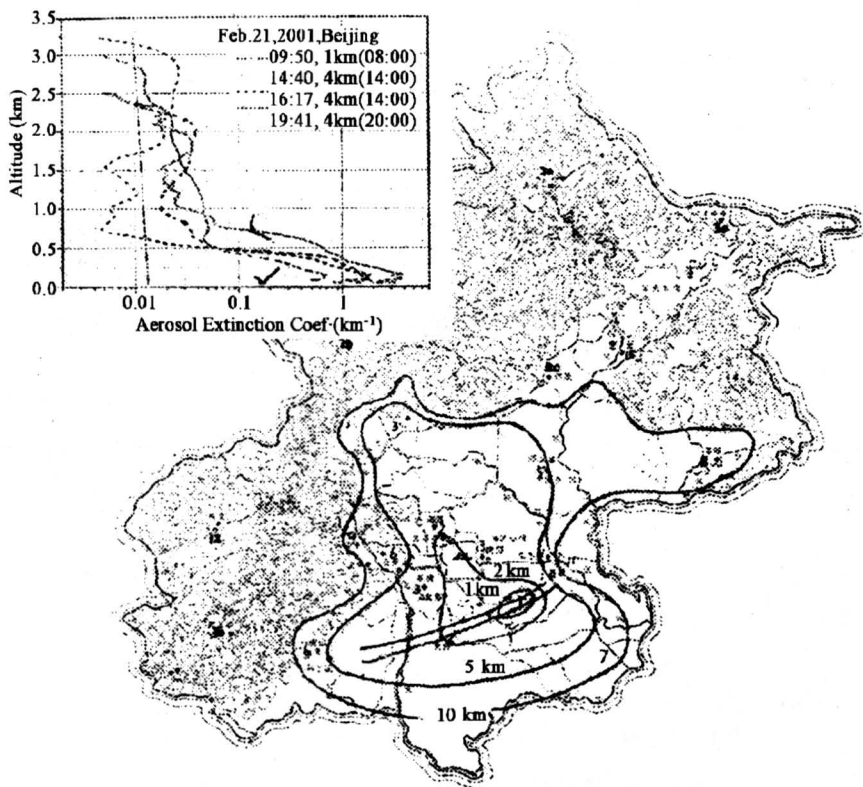 3.5
3.0
2.5
2.0
1.5
1.0
0.5
0.0
Altitude (km)
Feb.21,2001,Beijing
09:50, 1km(08:00)
14:40, 4km(14:00)
16:17, 4km(14:00)
19:41, 4km(20:00)
0.01 0.1 1
Aerosol Extinction Coef·(km⁻¹)
2 km
1 km
5 km
7
10 km